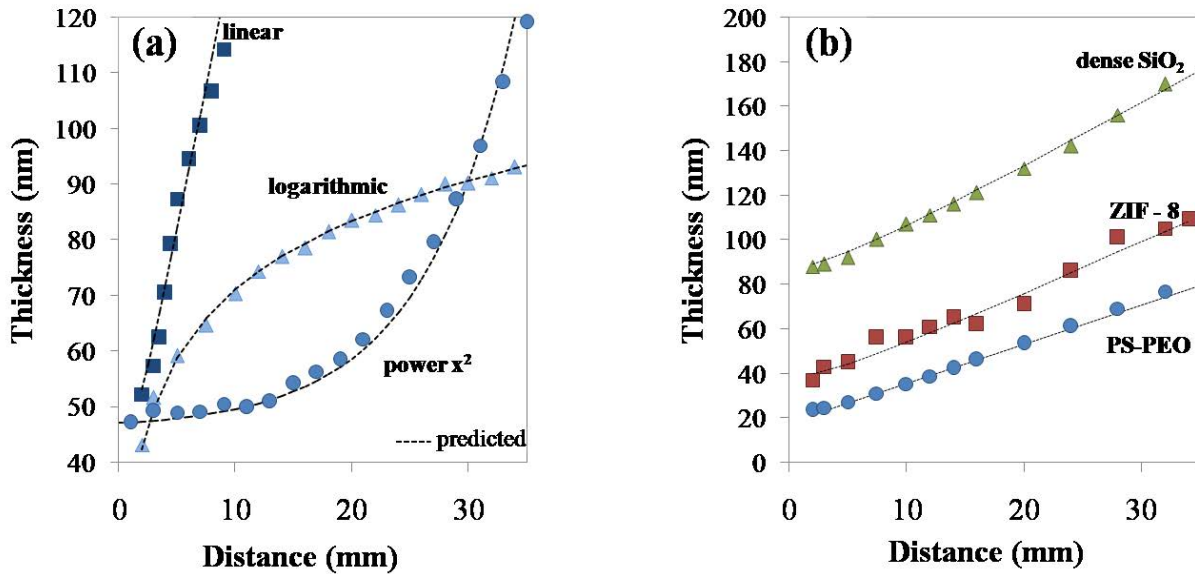 (a)
linear
logarithmic
power x²
----- predicted
Thickness (nm)
120
110
100
90
80
70
60
50
40
0 10 20 30
Distance (mm)
(b)
dense SiO₂
ZIF - 8
PS-PEO
Thickness (nm)
200
180
160
140
120
100
80
60
40
20
0
0 10 20 30
Distance (mm)